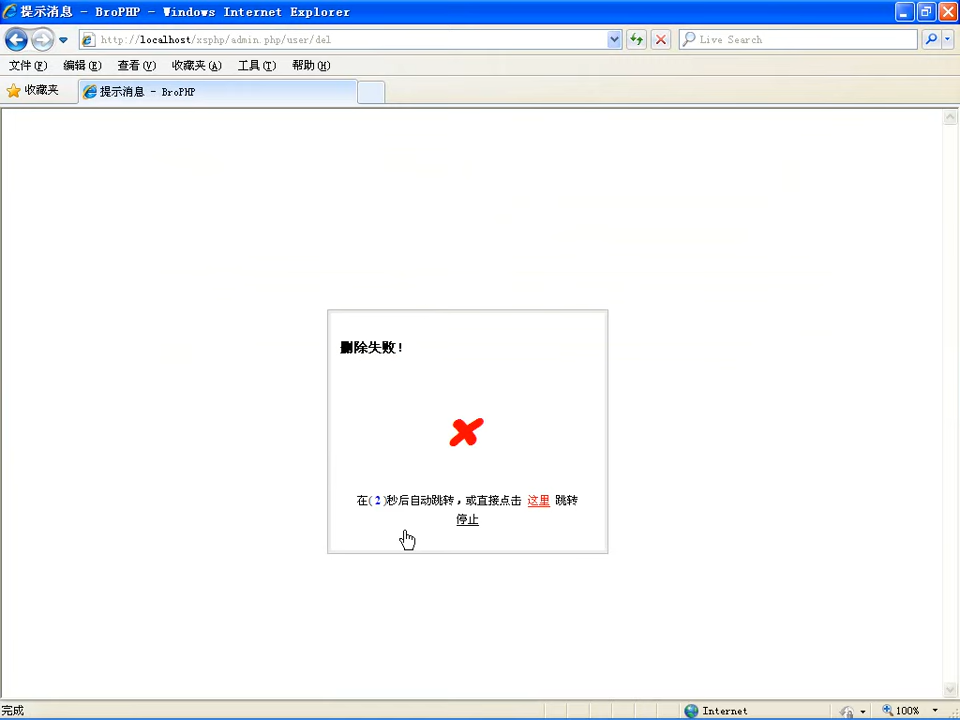 提示消息 - BroPHP - Windows Internet Explorer
http://localhost/xsphp/admin.php/user/del
Live Search
文件(F) 编辑(E) 查看(V) 收藏夹(A) 工具(T) 帮助(H)
收藏夹 提示消息 - BroPHP
删除失败!
在(2)秒后自动跳转,或直接点击 这里 跳转
停止
完成 Internet 100%